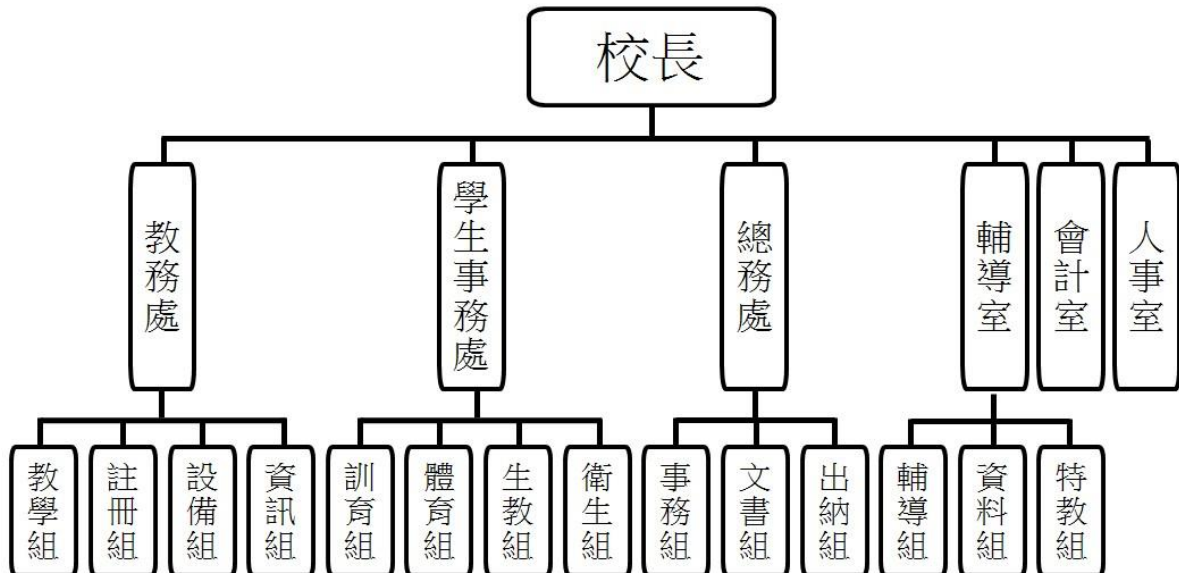 校長
教務處
學生事務處
總務處
輔導室
會計室
人事室
教學組
註冊組
設備組
資訊組
訓育組
體育組
生教組
衛生組
事務組
文書組
出納組
輔導組
資料組
特教組